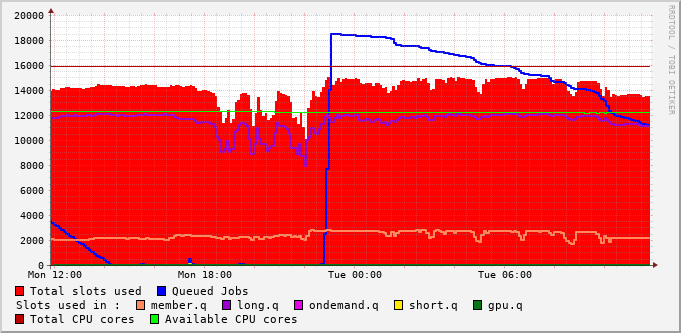 20000
18000
16000
14000
12000
10000
8000
6000
4000
2000
0
Mon 12:00 Mon 18:00 Tue 00:00 Tue 06:00
Total slots used Queued Jobs
Slots used in : member.q long.q ondemand.q short.q gpu.q
Total CPU cores Available CPU cores
RRDTOOL / TOBI OETIKER